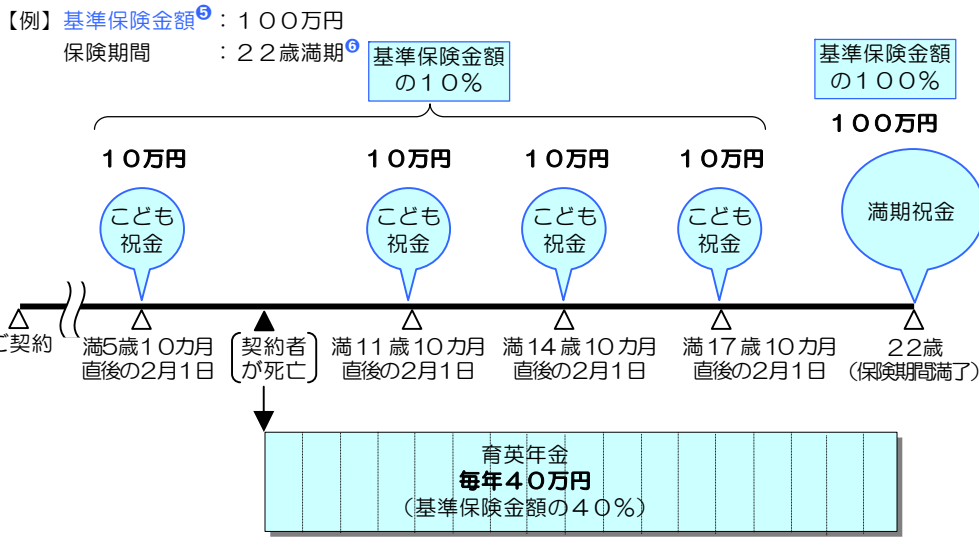 【例】基準保険金額❺：１００万円
保険期間　：２２歳満期❻
基準保険金額
の１０％
基準保険金額
の１００％
１０万円
１０万円
１０万円
１０万円
１００万円
こども
祝金
こども
祝金
こども
祝金
こども
祝金
満期祝金
ご契約
満5歳10カ月
直後の2月1日
契約者
が死亡
満11歳10カ月
直後の2月1日
満14歳10カ月
直後の2月1日
満17歳10カ月
直後の2月1日
２２歳
（保険期間満了）
育英年金
毎年４０万円
（基準保険金額の４０％）